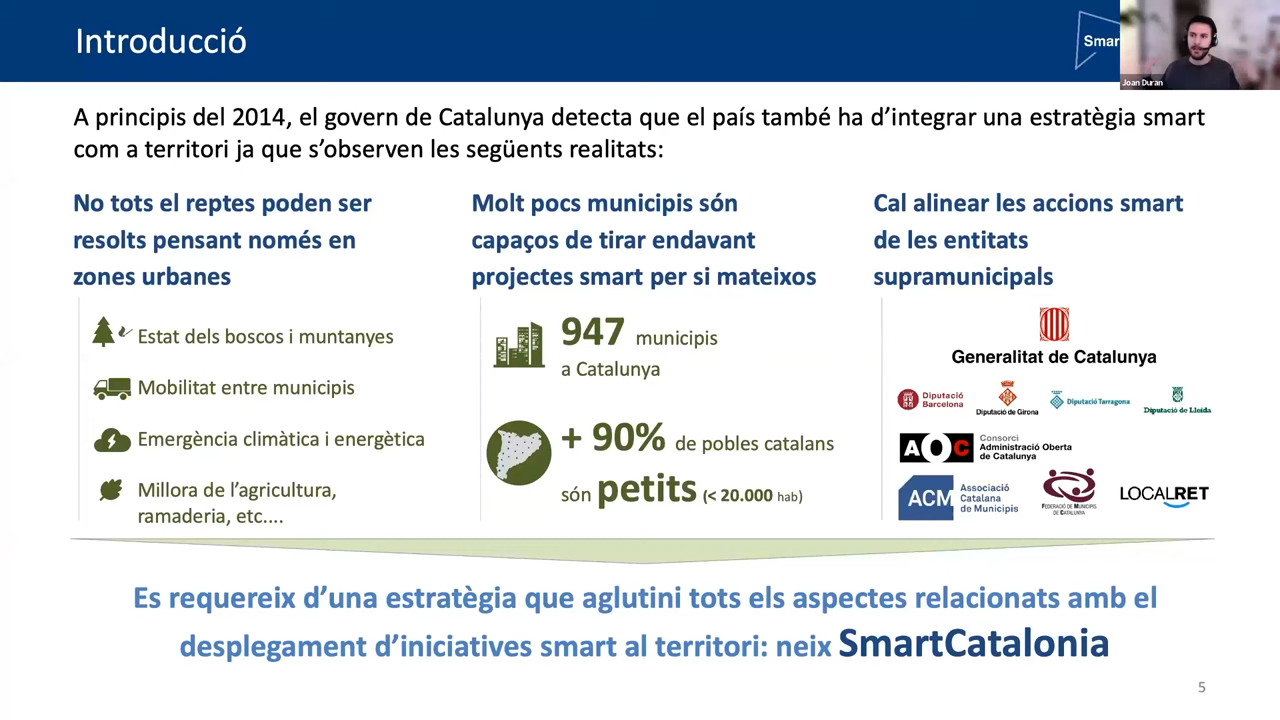 Introducció
Smar
Joan Duran
A principis del 2014, el govern de Catalunya detecta que el país també ha d’integrar una estratègia smart
com a territori ja que s’observen les següents realitats:
No tots el reptes poden ser
resolts pensant només en
zones urbanes
Estat dels boscos i muntanyes
Mobilitat entre municipis
Emergència climàtica i energètica
Millora de l’agricultura,
ramaderia, etc....
Molt pocs municipis són
capaços de tirar endavant
projectes smart per si mateixos
947 municipis
a Catalunya
+ 90% de pobles catalans
són petits (< 20.000 hab)
Cal alinear les accions smart
de les entitats
supramunicipals
Generalitat de Catalunya
Diputació
Barcelona
Diputació de Girona
Diputació Tarragona
Diputació de Lleida
AOC
Consorci
Administració Oberta
de Catalunya
ACM
Associació
Catalana
de Municipis
Federació de Municipis
de Catalunya
LOCALRET
Es requereix d’una estratègia que aglutini tots els aspectes relacionats amb el
desplegament d’iniciatives smart al territori: neix SmartCatalonia
5